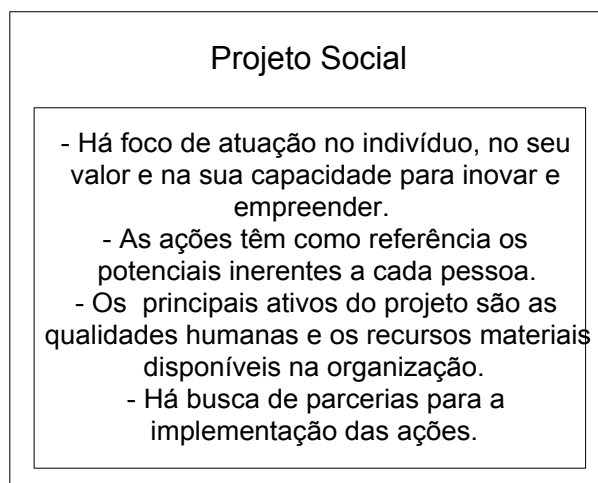 Projeto Social
- Há foco de atuação no indivíduo, no seu
valor e na sua capacidade para inovar e
empreender.
- As ações têm como referência os
potenciais inerentes a cada pessoa.
- Os  principais ativos do projeto são as
qualidades humanas e os recursos materiais
disponíveis na organização.
- Há busca de parcerias para a
implementação das ações.